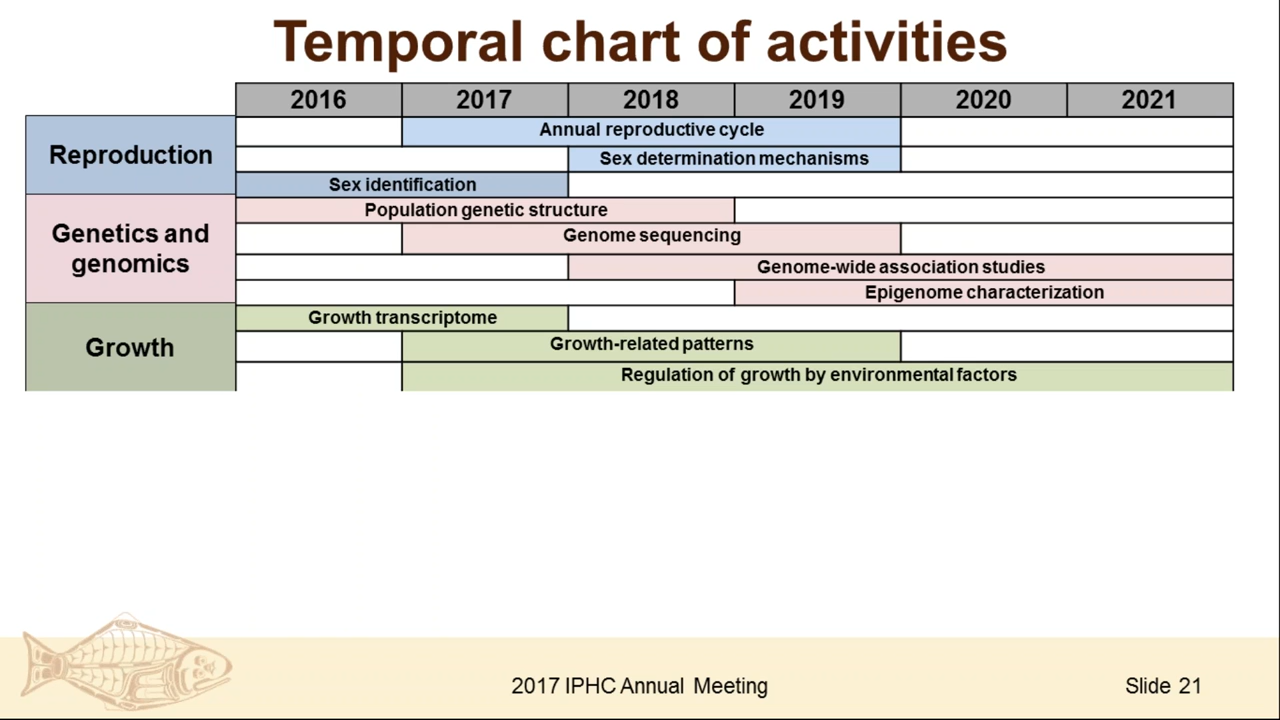 Temporal chart of activities
2016 2017 2018 2019 2020 2021
Reproduction
Annual reproductive cycle
Sex determination mechanisms
Sex identification
Genetics and
genomics
Population genetic structure
Genome sequencing
Genome-wide association studies
Epigenome characterization
Growth
Growth transcriptome
Growth-related patterns
Regulation of growth by environmental factors
2017 IPHC Annual Meeting
Slide 21